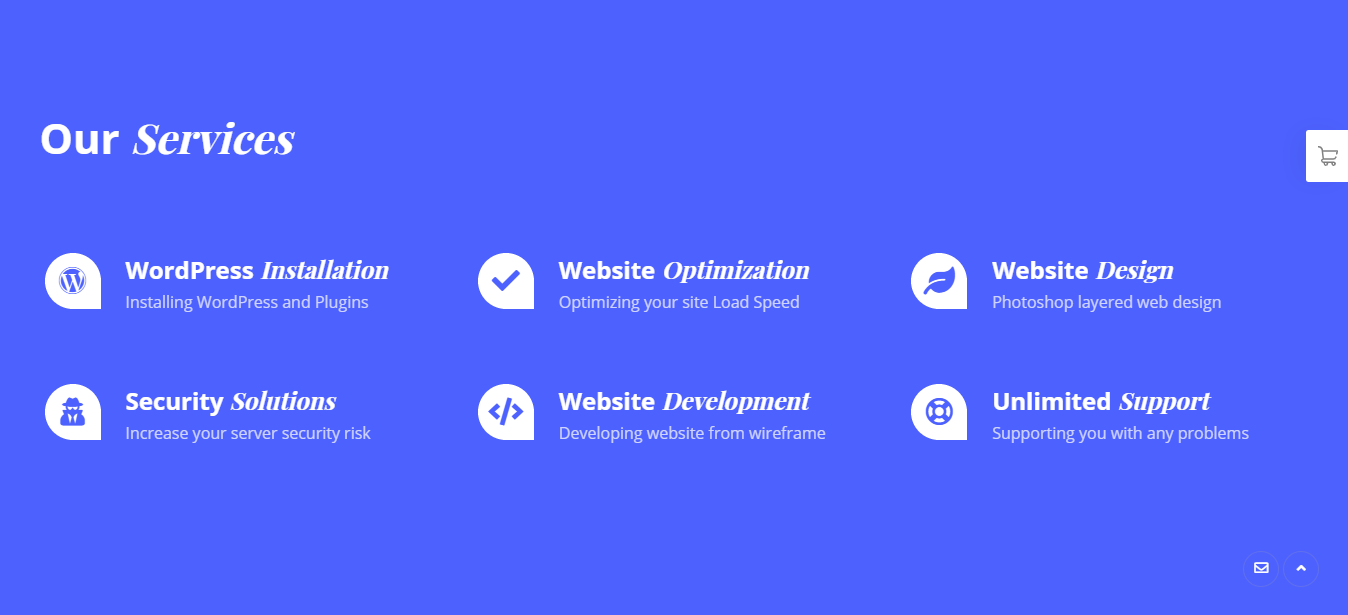 Our Services
WordPress Installation
Installing WordPress and Plugins
Website Optimization
Optimizing your site Load Speed
Website Design
Photoshop layered web design
Security Solutions
Increase your server security risk
Website Development
Developing website from wireframe
Unlimited Support
Supporting you with any problems